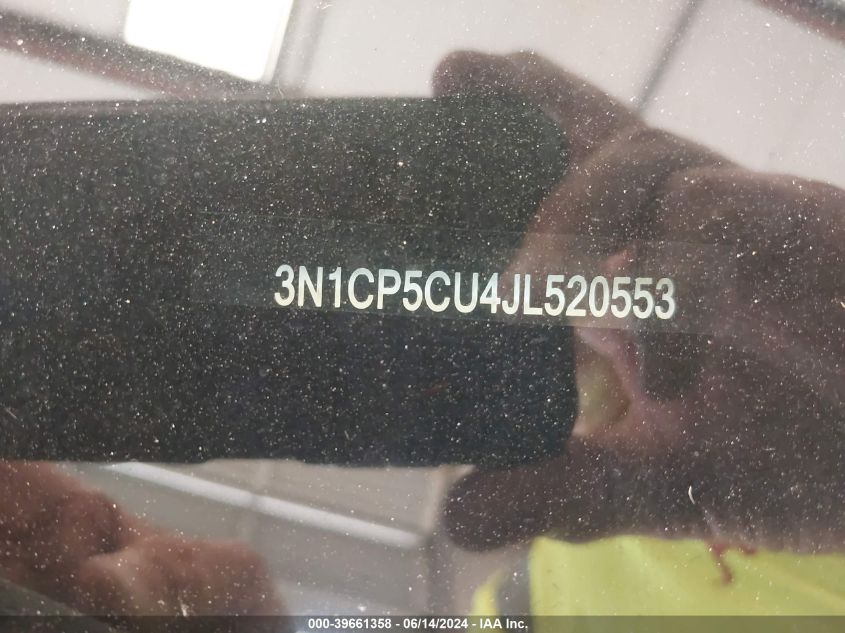 3N1CP5CU4JL520553
000-39661358 - 06/14/2024 - IAA Inc.